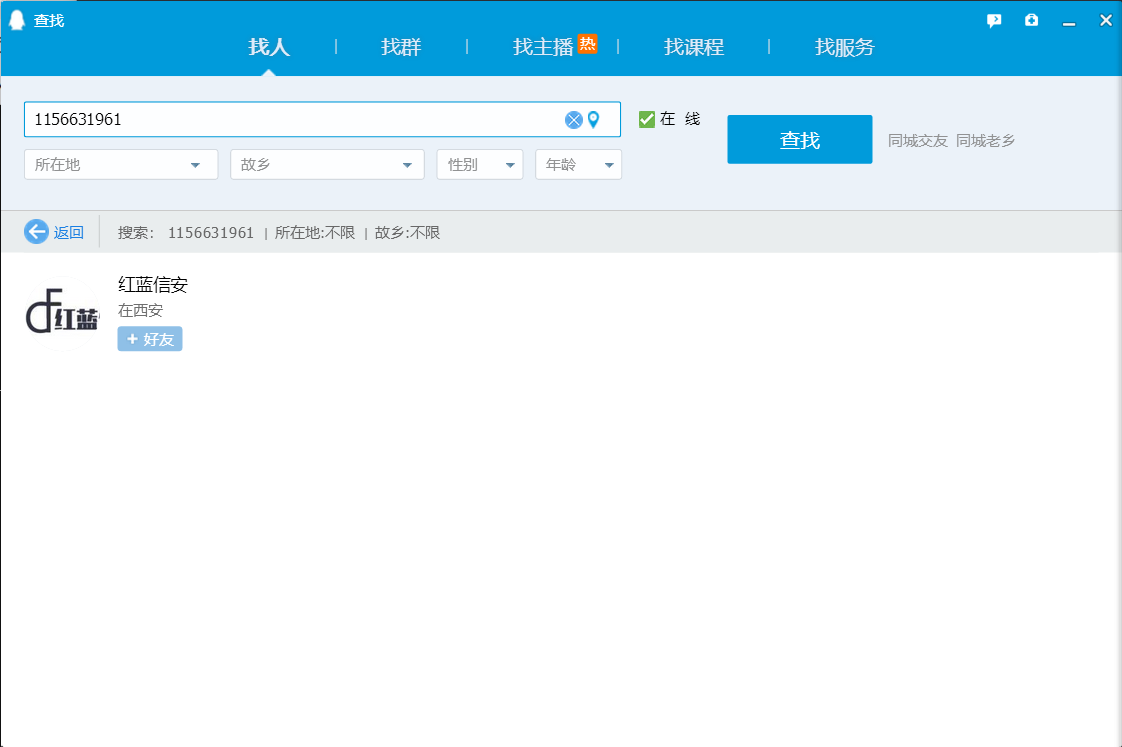 查找
找人 | 找群 | 找主播 热 | 找课程 | 找服务
1156631961 在 线
查找 同城交友 同城老乡
所在地 故乡 性别 年龄
返回 搜索： 1156631961 | 所在地:不限 | 故乡:不限
红蓝信安
红蓝
在西安
+ 好友